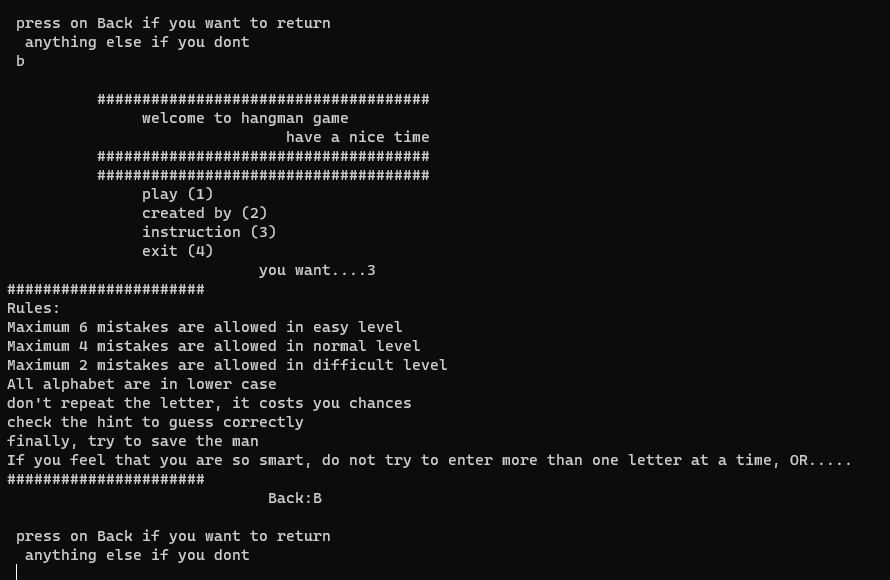 press on Back if you want to return
anything else if you dont
b
#####################################
welcome to hangman game
have a nice time
#####################################
#####################################
play (1)
created by (2)
instruction (3)
exit (4)
you want....3
######################
Rules:
Maximum 6 mistakes are allowed in easy level
Maximum 4 mistakes are allowed in normal level
Maximum 2 mistakes are allowed in difficult level
All alphabet are in lower case
don't repeat the letter, it costs you chances
check the hint to guess correctly
finally, try to save the man
If you feel that you are so smart, do not try to enter more than one letter at a time, OR.....
######################
Back:B
press on Back if you want to return
anything else if you dont